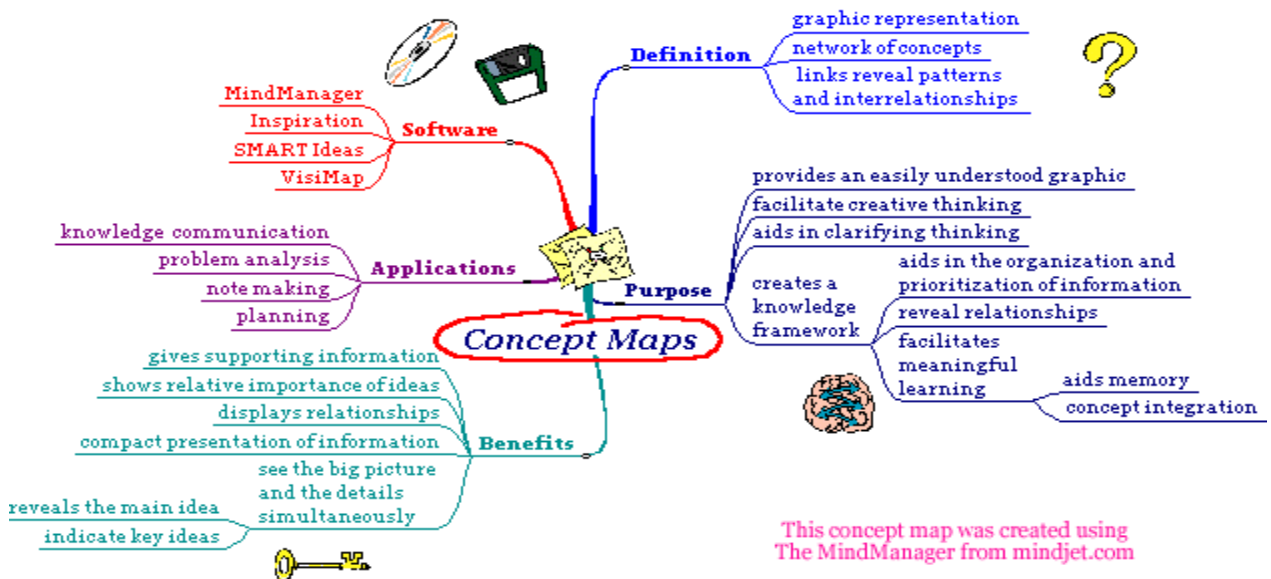 graphic representation
network of concepts
links reveal patterns
and interrelationships
Definition
MindManager
Inspiration
SMART Ideas
VisiMap
Software
provides an easily understood graphic
facilitate creative thinking
aids in clarifying thinking
creates a
knowledge
framework
aids in the organization and
prioritization of information
reveal relationships
facilitates
meaningful
learning
aids memory
concept integration
Purpose
knowledge communication
problem analysis
note making
planning
Applications
Concept Maps
gives supporting information
shows relative importance of ideas
displays relationships
compact presentation of information
see the big picture
and the details
simultaneously
reveals the main idea
indicate key ideas
Benefits
This concept map was created using
The MindManager from mindjet.com